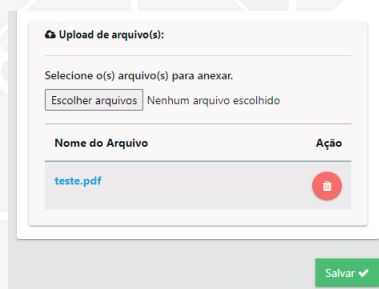 Upload de arquivo(s):
Selecione o(s) arquivo(s) para anexar.
Escolher arquivos Nenhum arquivo escolhido
Nome do Arquivo Ação
teste.pdf
Salvar